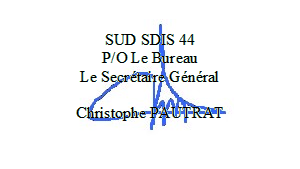 SUD SDIS 44
P/O Le Bureau
Le Secrétaire Général
Christophe PAUTRAT